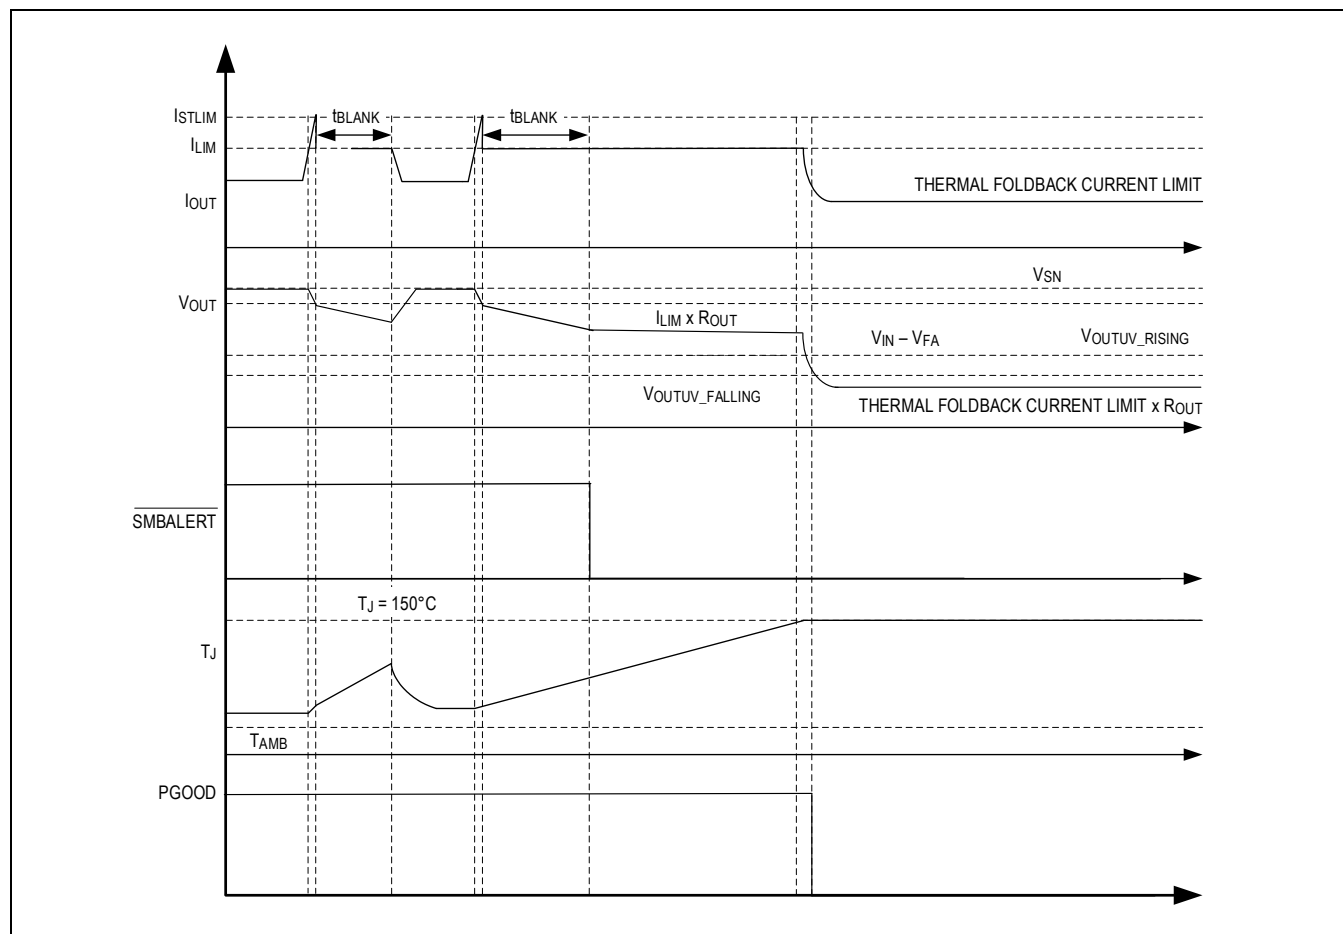 ISTLIM
tBLANK
tBLANK
ILIM
THERMAL FOLDBACK CURRENT LIMIT
IOUT
VSN
VOUT
ILIM x ROUT
VIN – VFA
VOUTUV_RISING
VOUTUV_FALLING
THERMAL FOLDBACK CURRENT LIMIT x ROUT
SMBALERT
TJ = 150°C
TJ
TAMB
PGOOD